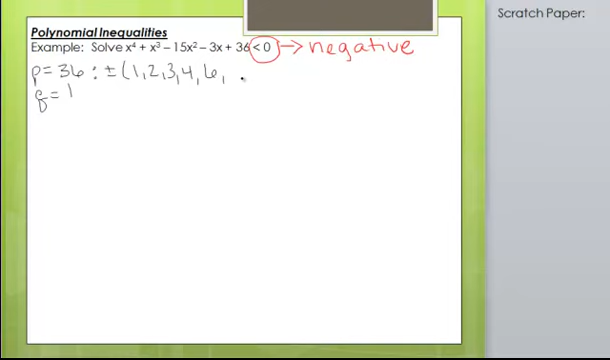 Scratch Paper:
Polynomial Inequalities
Example: Solve x⁴ + x³ – 15x² – 3x + 36 < 0 → negative
p = 36 : ± (1, 2, 3, 4, 6,
q = 1